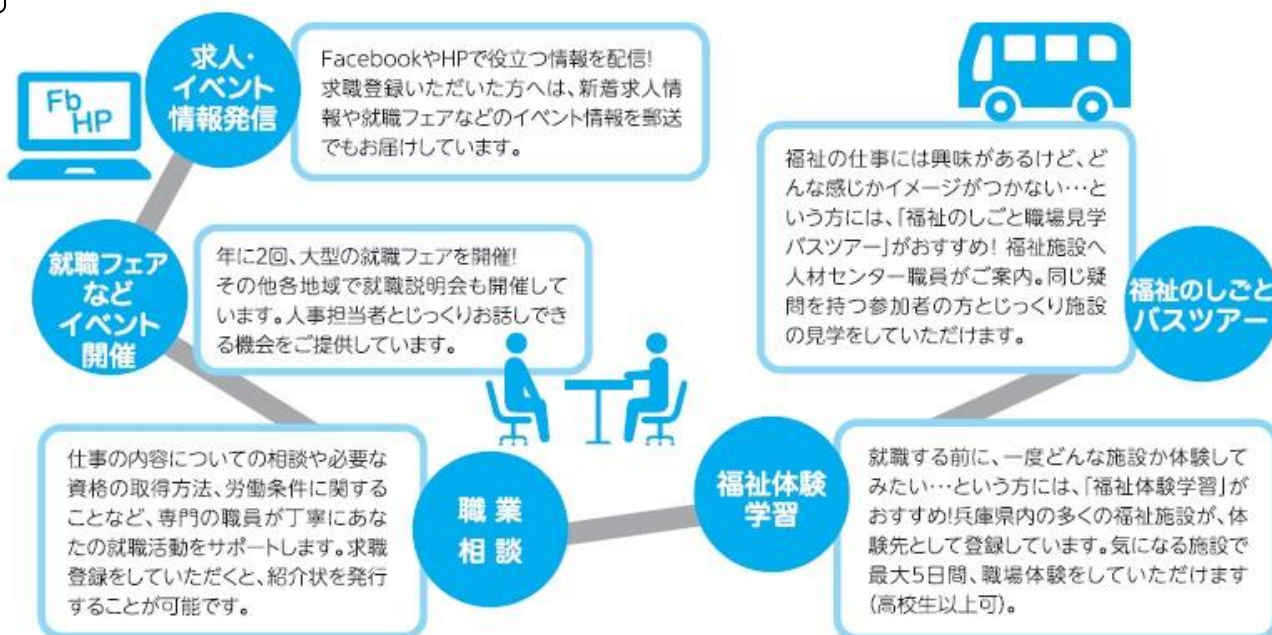 Fb
HP
求人・
イベント
情報発信
FacebookやHPで役立つ情報を配信!
求職登録いただいた方へは、新着求人情
報や就職フェアなどのイベント情報を郵送
でもお届けしています。
就職フェア
など
イベント
開催
年に2回、大型の就職フェアを開催!
その他各地域で就職説明会も開催して
います。人事担当者とじっくりお話しでき
る機会をご提供しています。
職業
相談
仕事の内容についての相談や必要な
資格の取得方法、労働条件に関する
ことなど、専門の職員が丁寧にあな
たの就職活動をサポートします。求職
登録をしていただくと、紹介状を発行
することが可能です。
福祉体験
学習
就職する前に、一度どんな施設か体験して
みたい…という方には、「福祉体験学習」が
おすすめ!兵庫県内の多くの福祉施設が、体
験先として登録しています。気になる施設で
最大5日間、職場体験をしていただけます
(高校生以上可)。
福祉のしごと
バスツアー
福祉の仕事には興味があるけど、ど
んな感じかイメージがつかない…と
いう方には、「福祉のしごと職場見学
バスツアー」がおすすめ! 福祉施設へ
人材センター職員がご案内。同じ疑
問を持つ参加者の方とじっくり施設
の見学をしていただけます。